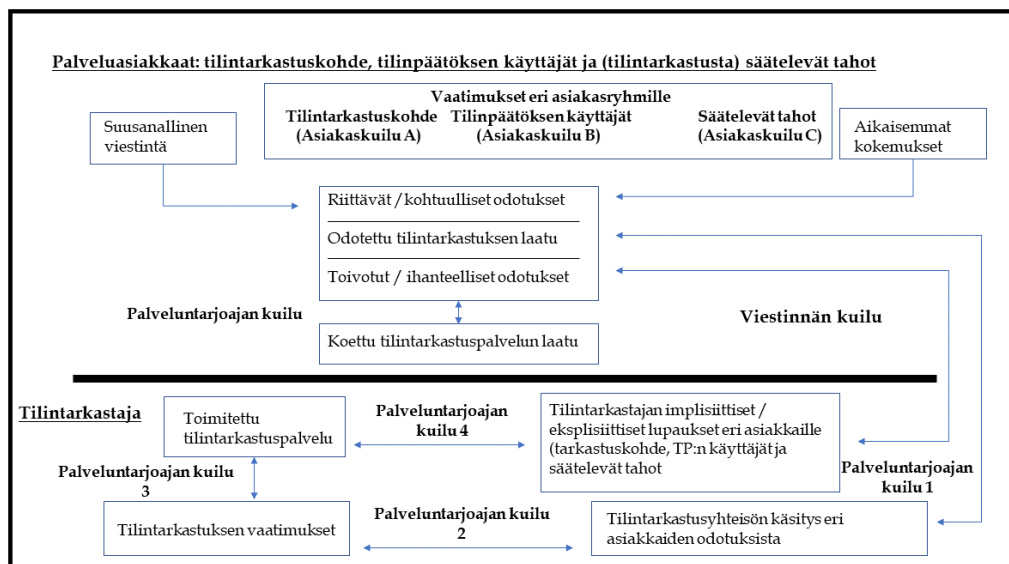 Palveluasiakkaat: tilintarkastuskohde, tilinpäätöksen käyttäjät ja (tilintarkastusta) säätelevät tahot
Vaatimukset eri asiakasryhmille
Tilintarkastuskohde Tilinpäätöksen käyttäjät Säätelevät tahot
(Asiakaskuilu A) (Asiakaskuilu B) (Asiakaskuilu C)
Suusanallinen
viestintä
Aikaisemmat
kokemukset
Riittävät / kohtuulliset odotukset
Odotettu tilintarkastuksen laatu
Toivotut / ihanteelliset odotukset
Palveluntarjoajan kuilu
Viestinnän kuilu
Koettu tilintarkastuspalvelun laatu
Tilintarkastaja
Toimitettu
tilintarkastuspalvelu
Palveluntarjoajan
kuilu 4
Tilintarkastajan implisiittiset /
eksplisiittiset lupaukset eri asiakkaille
(tarkastuskohde, TP:n käyttäjät ja
säätelevät tahot
Palveluntarjoajan kuilu
3
Palveluntarjoajan
kuilu 1
Tilintarkastuksen vaatimukset
Palveluntarjoajan kuilu
2
Tilintarkastusyhteisön käsitys eri
asiakkaiden odotuksista